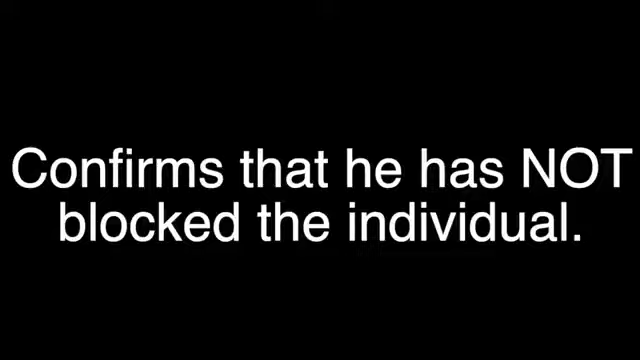 Confirms that he has NOT
blocked the individual.